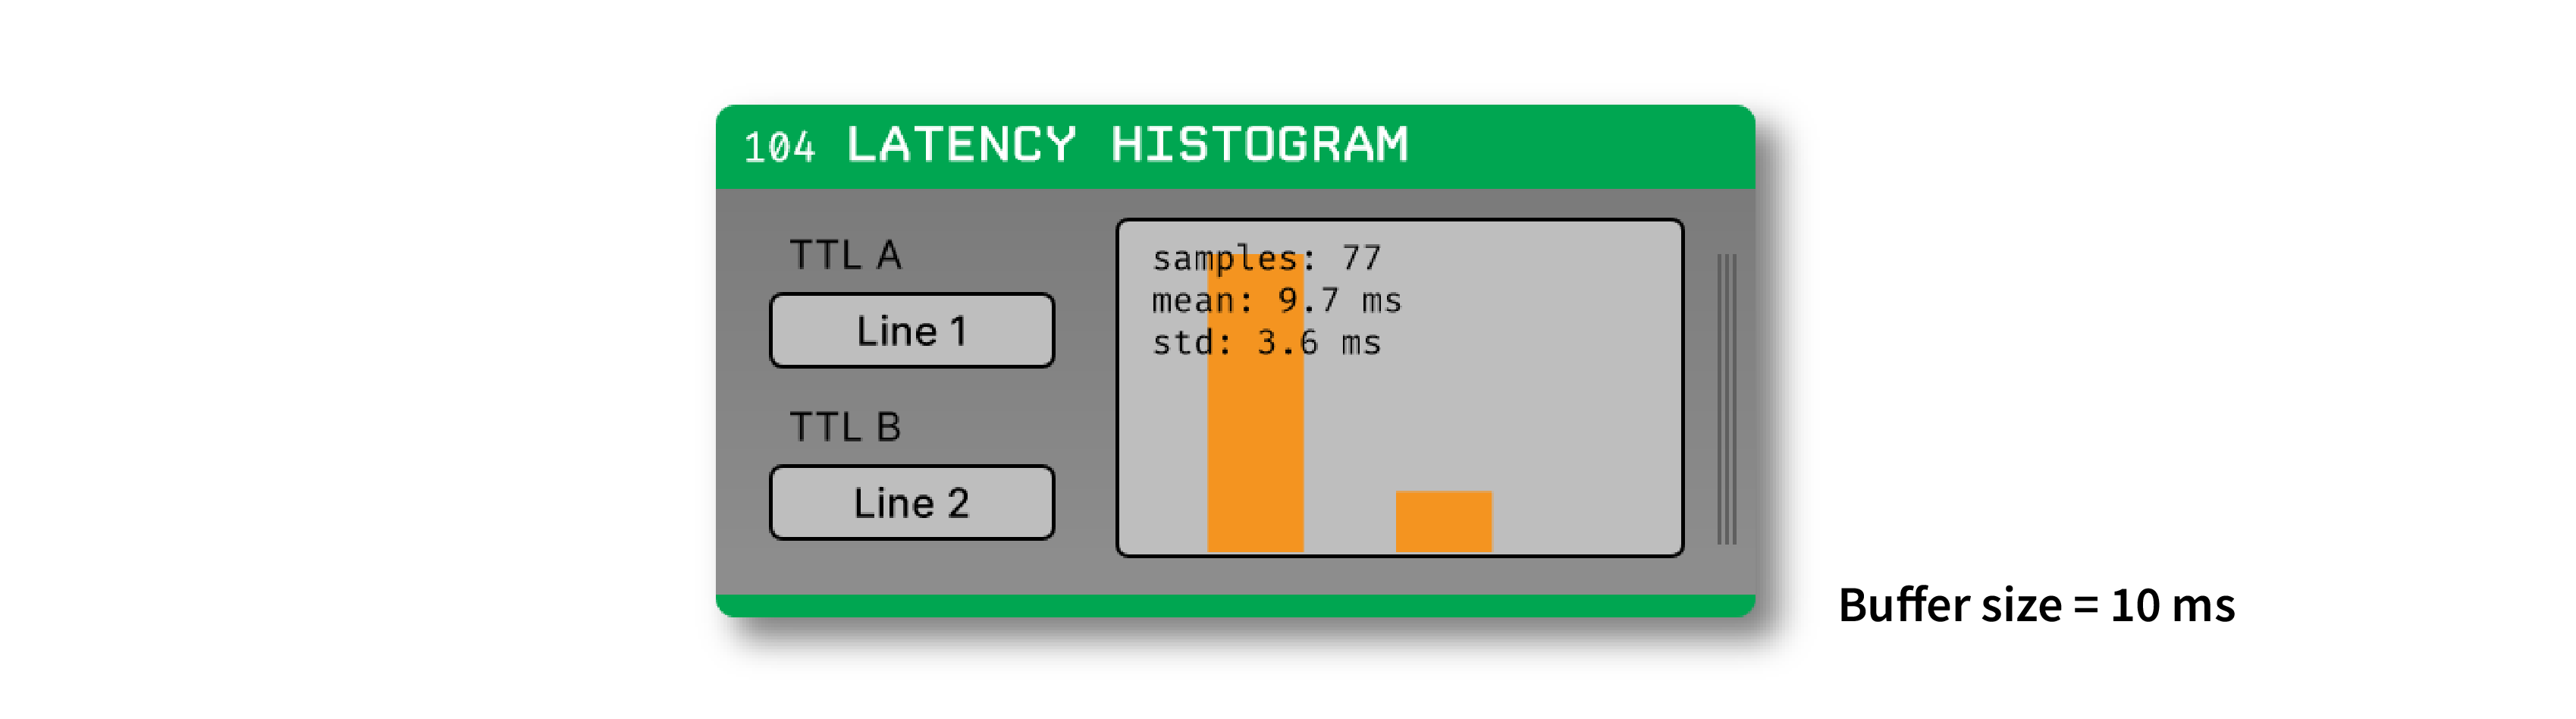 104 LATENCY HISTOGRAM
TTL A
Line 1
TTL B
Line 2
samples: 77
mean: 9.7 ms
std: 3.6 ms
Buffer size = 10 ms